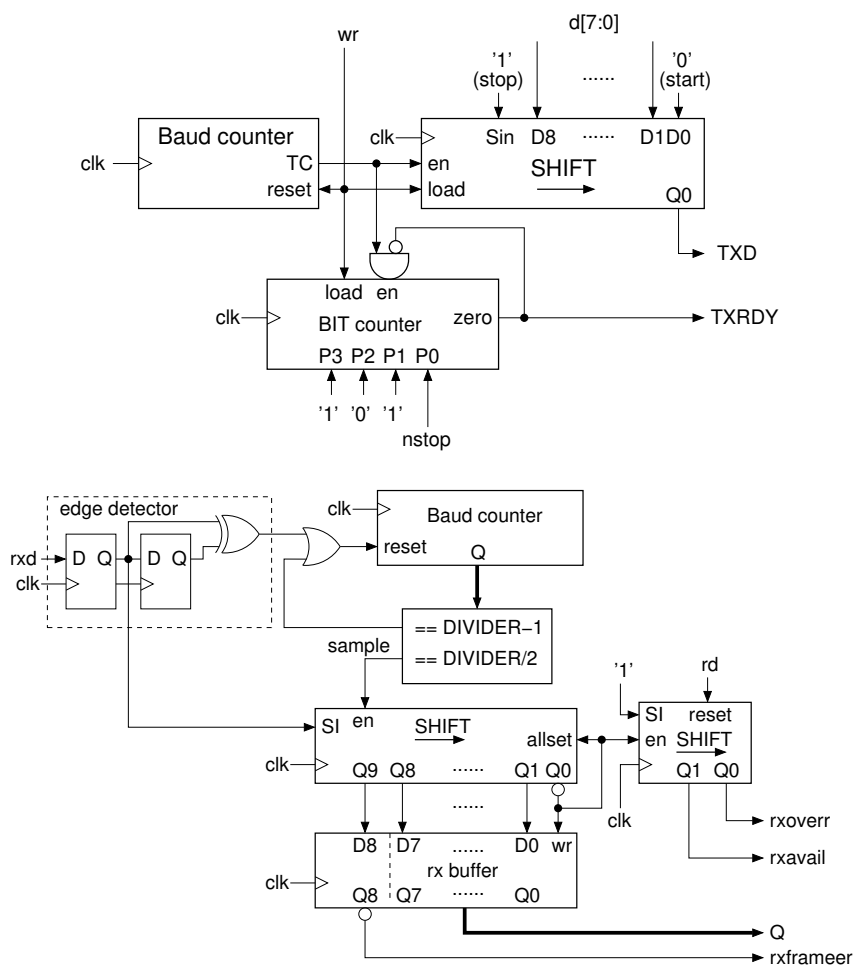 d[7:0]
wr
'1' ...... '0'
(stop) (start)
Baud counter
clk
TC
reset
clk
Sin D8 ...... D1D0
en
SHIFT
load
Q0
TXD
load en
clk
zero
BIT counter
TXRDY
P3 P2 P1 P0
'1' '0' '1'
nstop
edge detector
clk
Baud counter
rxd
D Q D Q
clk
reset
Q
== DIVIDER−1
sample
== DIVIDER/2
'1' rd
en
SI SHIFT
allset
SI reset
en SHIFT
clk
Q9 Q8 ...... Q1 Q0
Q1 Q0
clk
......
rxoverr
D8 D7 ...... D0 wr
rxavail
clk
rx buffer
Q8 Q7 ...... Q0
Q
rxframeer